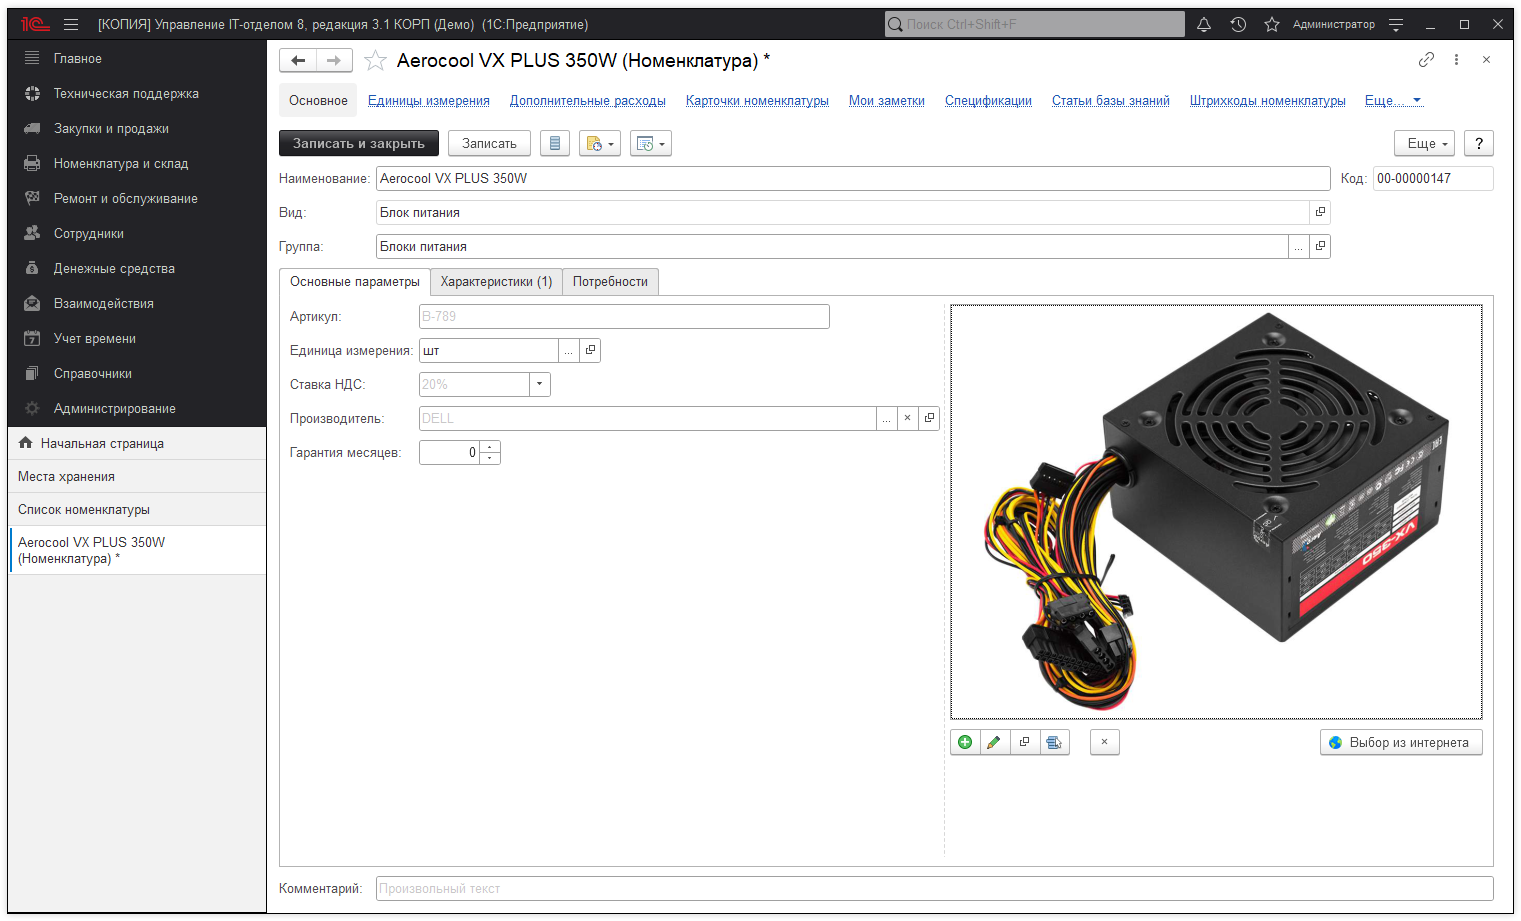 [КОПИЯ] Управление IT-отделом 8, редакция 3.1 КОРП (Демо) (1С:Предприятие)
Поиск Ctrl+Shift+F
Администратор
Главное
Техническая поддержка
Закупки и продажи
Номенклатура и склад
Ремонт и обслуживание
Сотрудники
Денежные средства
Взаимодействия
Учет времени
Справочники
Администрирование
Начальная страница
Места хранения
Список номенклатуры
Aerocool VX PLUS 350W
(Номенклатура) *
Aerocool VX PLUS 350W (Номенклатура) *
Основное Единицы измерения Дополнительные расходы Карточки номенклатуры Мои заметки Спецификации Статьи базы знаний Штрихкоды номенклатуры Еще...
Записать и закрыть Записать Еще ?
Наименование: Aerocool VX PLUS 350W Код: 00-00000147
Вид: Блок питания
Группа: Блоки питания ...
Основные параметры Характеристики (1) Потребности
Артикул: B-789
Единица измерения: шт ...
Ставка НДС: 20%
Производитель: DELL ...
Гарантия месяцев: 0
VX-350
Выбор из интернета
Комментарий: Произвольный текст